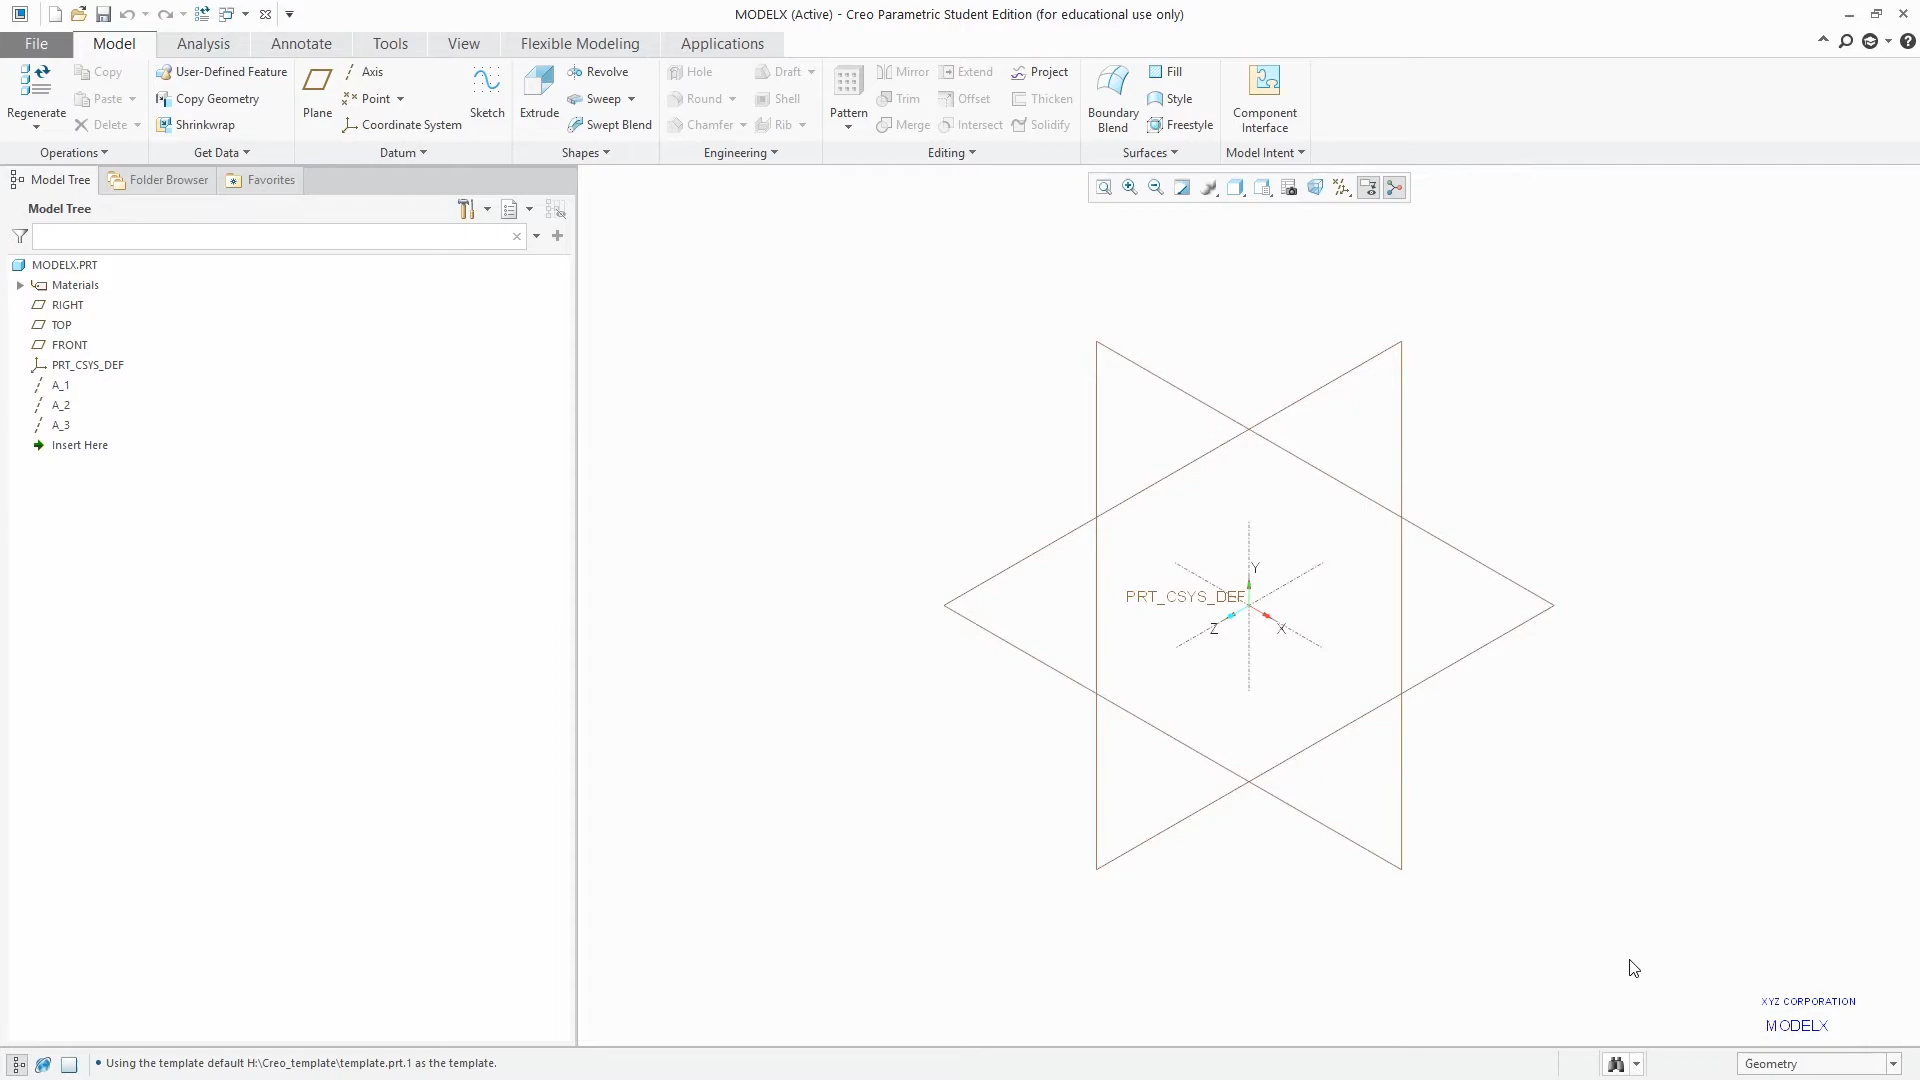 MODELX (Active) - Creo Parametric Student Edition (for educational use only)
File Model Analysis Annotate Tools View Flexible Modeling Applications
Regenerate
Copy
Paste
Delete
Operations
User-Defined Feature
Copy Geometry
Shrinkwrap
Get Data
Plane
Axis
Point
Coordinate System
Sketch
Datum
Extrude
Revolve
Sweep
Swept Blend
Shapes
Hole
Round
Chamfer
Draft
Shell
Rib
Engineering
Pattern
Mirror
Trim
Merge
Extend
Offset
Intersect
Project
Thicken
Solidify
Editing
Boundary
Blend
Fill
Style
Freestyle
Surfaces
Component
Interface
Model Intent
Model Tree Folder Browser Favorites
Model Tree
MODELX.PRT
Materials
RIGHT
TOP
FRONT
PRT_CSYS_DEF
A_1
A_2
A_3
Insert Here
Y
PRT_CSYS_DEF
Z
X
XYZ CORPORATION
MODELX
• Using the template default H:\Creo_template\template.prt.1 as the template.
Geometry